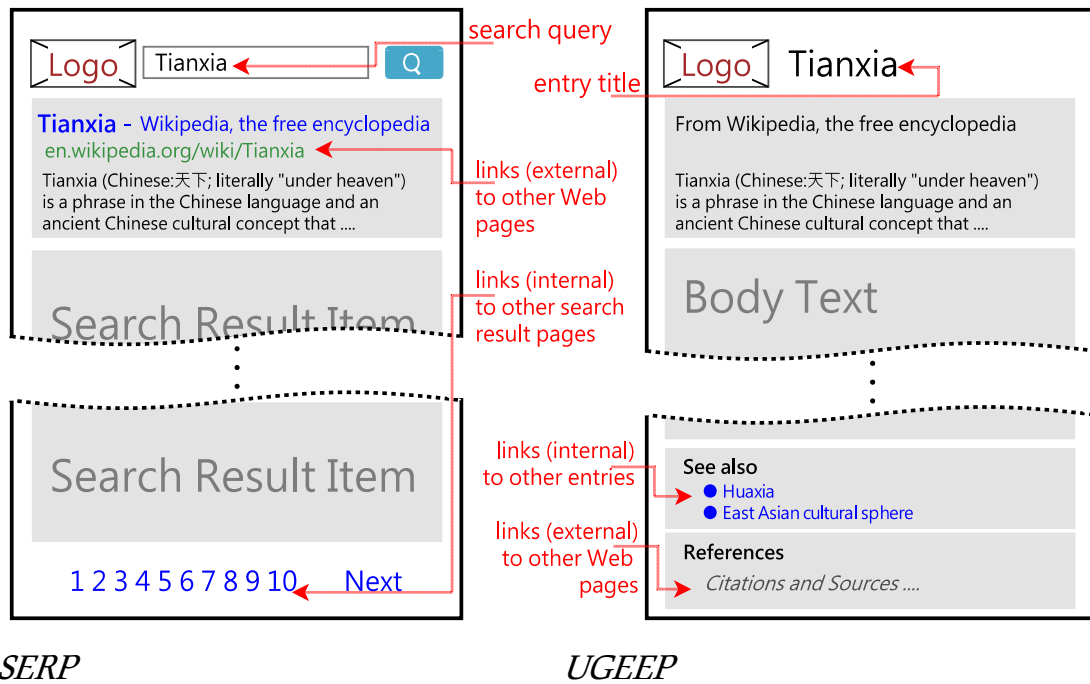 Logo
Tianxia
Q
Tianxia - Wikipedia, the free encyclopedia
en.wikipedia.org/wiki/Tianxia
Tianxia (Chinese:天下; literally "under heaven")
is a phrase in the Chinese language and an
ancient Chinese cultural concept that ....
Search Result Item
Search Result Item
1 2 3 4 5 6 7 8 9 10 Next
search query
entry title
links (external)
to other Web
pages
links (internal)
to other search
result pages
links (internal)
to other entries
links (external)
to other Web
pages
Logo
Tianxia
From Wikipedia, the free encyclopedia
Tianxia (Chinese:天下; literally "under heaven")
is a phrase in the Chinese language and an
ancient Chinese cultural concept that ....
Body Text
See also
Huaxia
East Asian cultural sphere
References
Citations and Sources ....
SERP
UGEEP